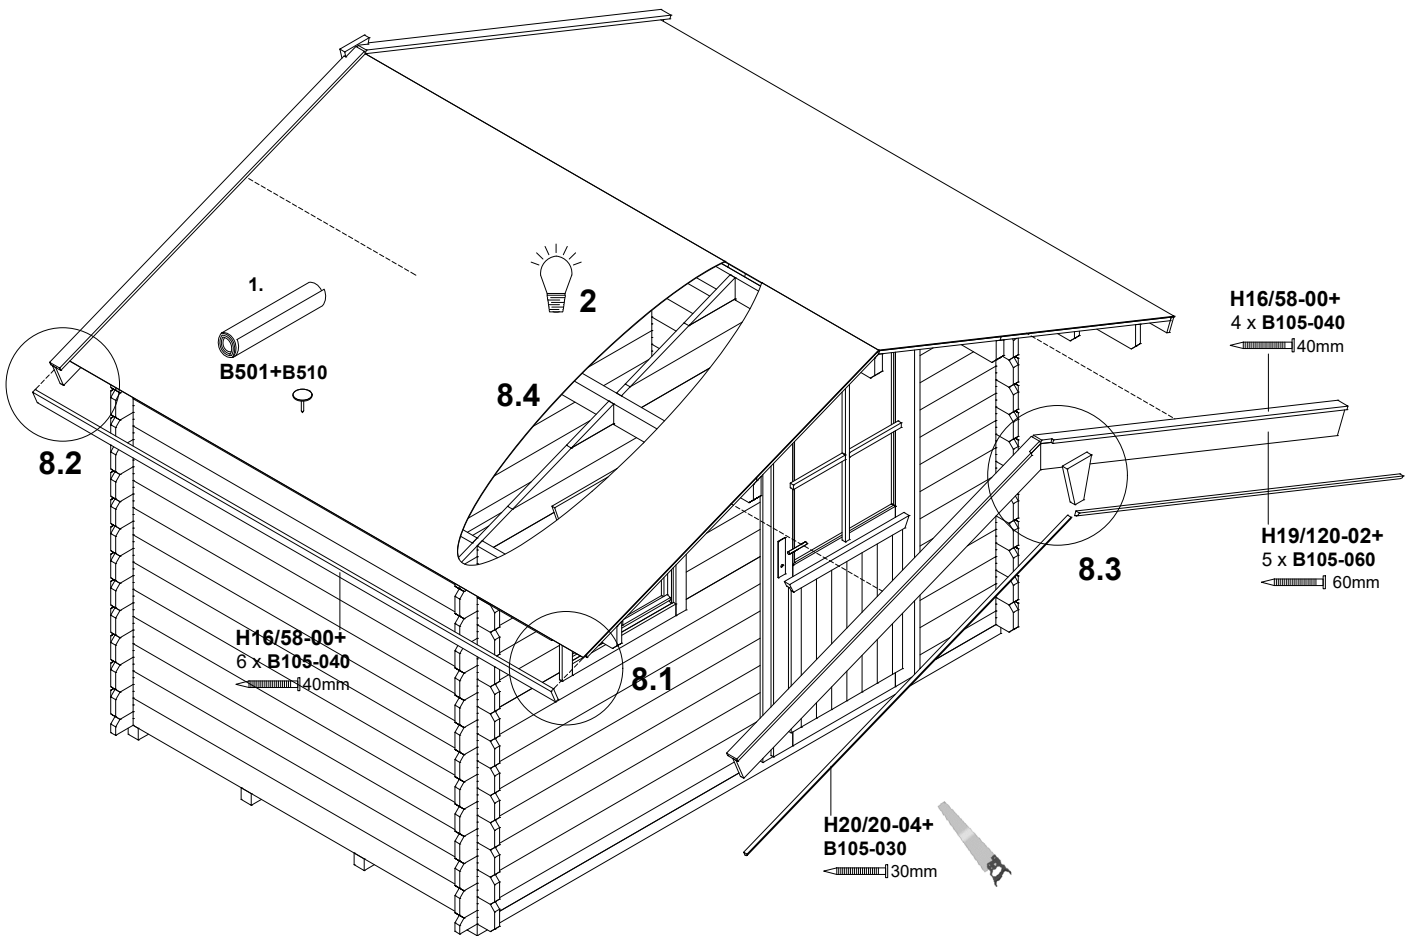 1.
B501+B510
2
8.4
8.2
H16/58-00+
4 x B105-040
40mm
8.3
H19/120-02+
5 x B105-060
60mm
H16/58-00+
6 x B105-040
40mm
8.1
H20/20-04+
B105-030
30mm